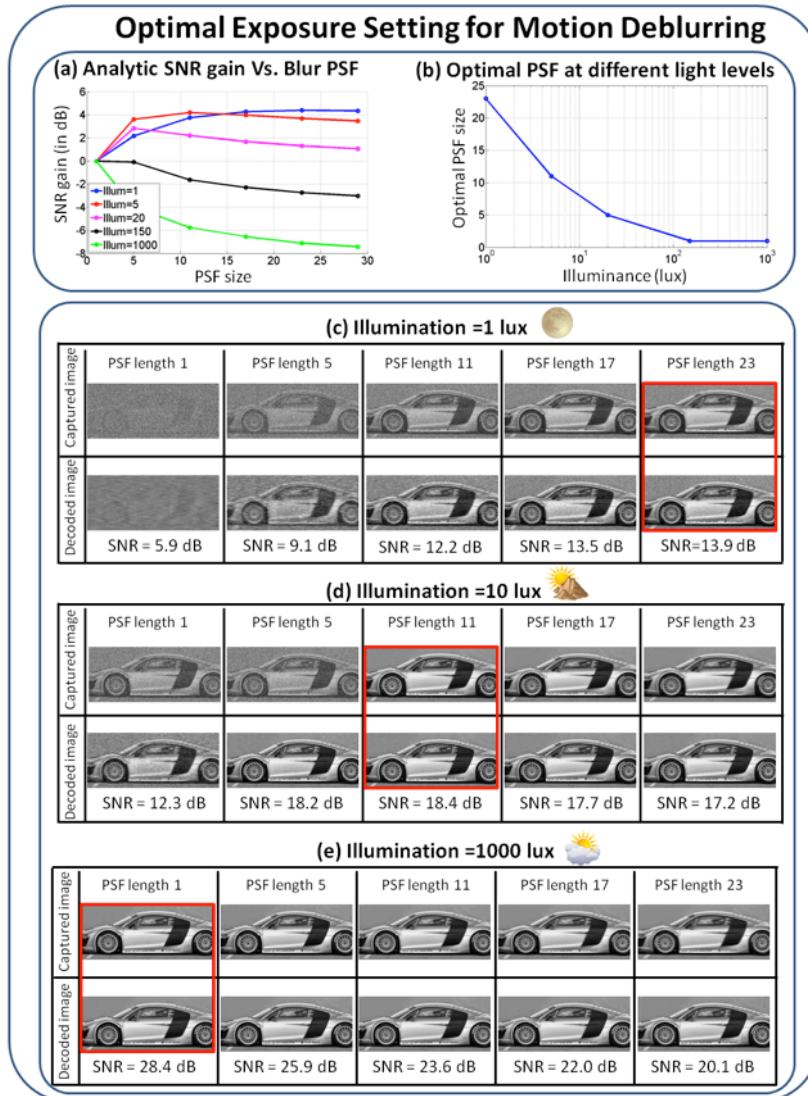 Optimal Exposure Setting for Motion Deblurring
(a) Analytic SNR gain Vs. Blur PSF
SNR gain (in dB)
6
4
2
0
-2
-4
-6
-8
Illum=1
Illum=5
Illum=20
Illum=150
Illum=1000
0 5 10 15 20 25 30
PSF size
(b) Optimal PSF at different light levels
Optimal PSF size
25
20
15
10
5
0
10^0 10^1 10^2 10^3
Illuminance (lux)
(c) Illumination =1 lux
PSF length 1 PSF length 5 PSF length 11 PSF length 17 PSF length 23
Captured image
Decoded image
SNR = 5.9 dB SNR = 9.1 dB SNR = 12.2 dB SNR = 13.5 dB SNR=13.9 dB
(d) Illumination =10 lux
PSF length 1 PSF length 5 PSF length 11 PSF length 17 PSF length 23
Captured image
Decoded image
SNR = 12.3 dB SNR = 18.2 dB SNR = 18.4 dB SNR = 17.7 dB SNR = 17.2 dB
(e) Illumination =1000 lux
PSF length 1 PSF length 5 PSF length 11 PSF length 17 PSF length 23
Captured image
Decoded image
SNR = 28.4 dB SNR = 25.9 dB SNR = 23.6 dB SNR = 22.0 dB SNR = 20.1 dB